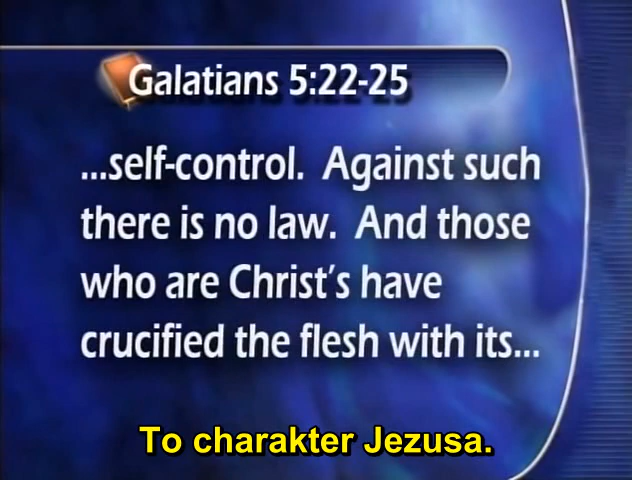 Galatians 5:22-25
...self-control.  Against such
there is no law.  And those
who are Christ's have
crucified the flesh with its...
To charakter Jezusa.